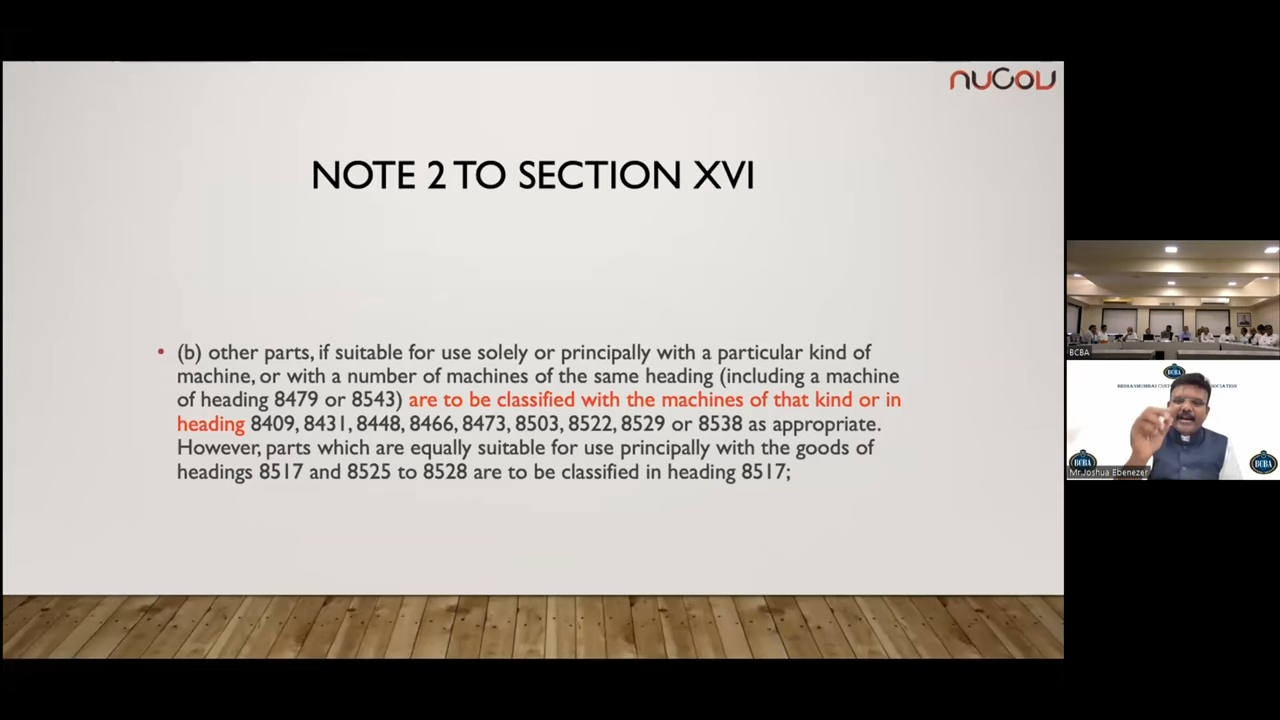 nuGov
NOTE 2 TO SECTION XVI
• (b) other parts, if suitable for use solely or principally with a particular kind of
machine, or with a number of machines of the same heading (including a machine
of heading 8479 or 8543) are to be classified with the machines of that kind or in
heading 8409, 8431, 8448, 8466, 8473, 8503, 8522, 8529 or 8538 as appropriate.
However, parts which are equally suitable for use principally with the goods of
headings 8517 and 8525 to 8528 are to be classified in heading 8517;
BCBA
BCBA
BCBA
BCBA
Mr.Joshua Ebenezer